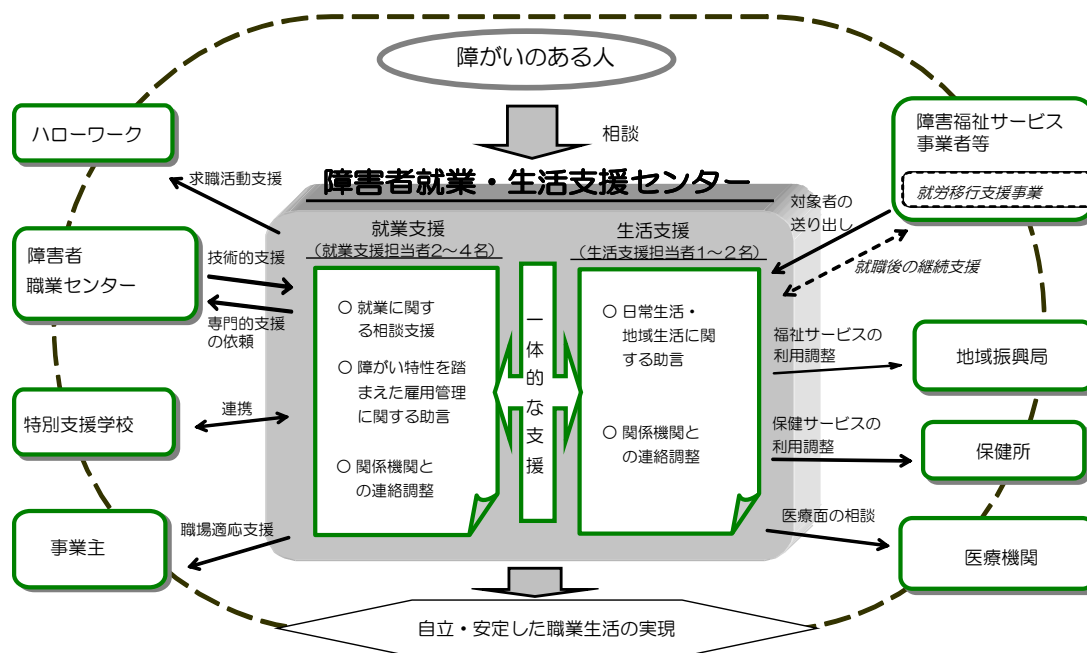 障がいのある人
相談
障害者就業・生活支援センター
ハローワーク
求職活動支援
障害者
職業センター
技術的支援
専門的支援
の依頼
特別支援学校
連携
事業主
職場適応支援
就業支援
(就業支援担当者2~4名)
○ 就業に関す
る相談支援
○ 障がい特性を踏
まえた雇用管理
に関する助言
○ 関係機関と
の連絡調整
一体的な支援
生活支援
(生活支援担当者1~2名)
○ 日常生活・
地域生活に関
する助言
○ 関係機関と
の連絡調整
障害福祉サービス
事業者等
就労移行支援事業
対象者の
送り出し
就職後の継続支援
福祉サービスの
利用調整
地域振興局
保健サービスの
利用調整
保健所
医療面の相談
医療機関
自立・安定した職業生活の実現